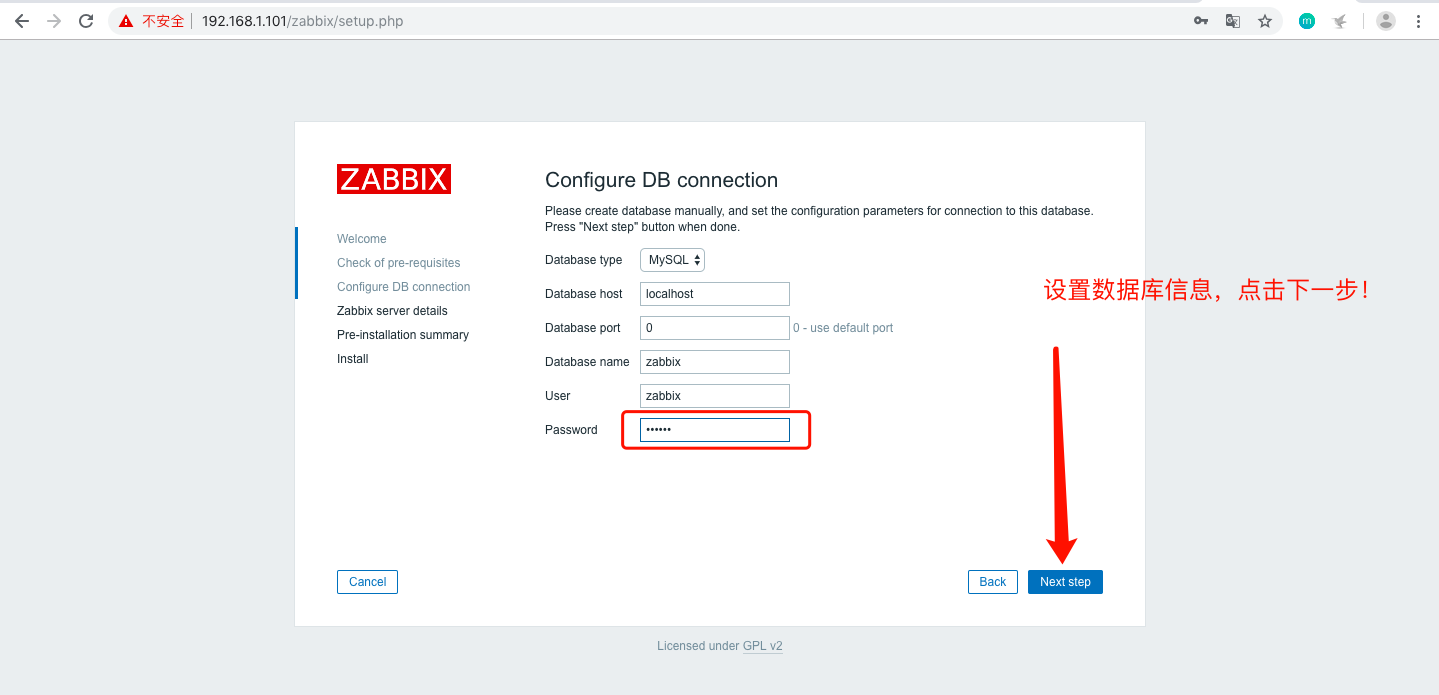 不安全
192.168.1.101/zabbix/setup.php
m
ZABBIX
Welcome
Check of pre-requisites
Configure DB connection
Zabbix server details
Pre-installation summary
Install
Configure DB connection
Please create database manually, and set the configuration parameters for connection to this database.
Press "Next step" button when done.
Database type MySQL
Database host localhost
Database port 0 0 - use default port
Database name zabbix
User zabbix
Password ••••••
设置数据库信息，点击下一步！
Cancel
Back
Next step
Licensed under GPL v2